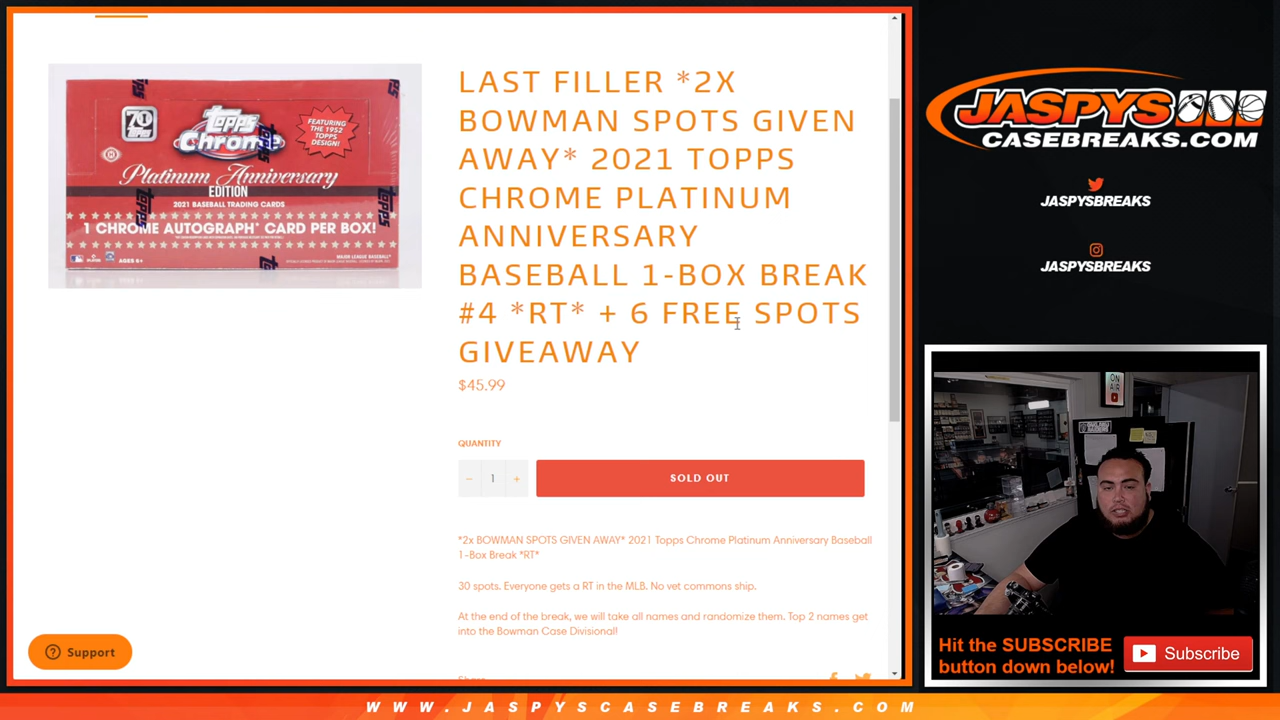 LAST FILLER *2X
BOWMAN SPOTS GIVEN
AWAY* 2021 TOPPS
CHROME PLATINUM
ANNIVERSARY
BASEBALL 1-BOX BREAK
#4 *RT* + 6 FREE SPOTS
GIVEAWAY
$45.99
QUANTITY
− 1 +
SOLD OUT
*2x BOWMAN SPOTS GIVEN AWAY* 2021 Topps Chrome Platinum Anniversary Baseball
1-Box Break *RT*
30 spots. Everyone gets a RT in the MLB. No vet commons ship.
At the end of the break, we will take all names and randomize them. Top 2 names get
into the Bowman Case Divisional!
70
topps
Topps
Chrome
FEATURING
THE 1952
TOPPS
DESIGN!
Platinum Anniversary
EDITION
2021 BASEBALL TRADING CARDS
1 CHROME AUTOGRAPH* CARD PER BOX!
AGES 6+
Support
JASPYS
CASEBREAKS.COM
JASPYSBREAKS
JASPYSBREAKS
ON
AIR
Hit the SUBSCRIBE
button down below!
Subscribe
WWW.JASPYSCASEBREAKS.COM